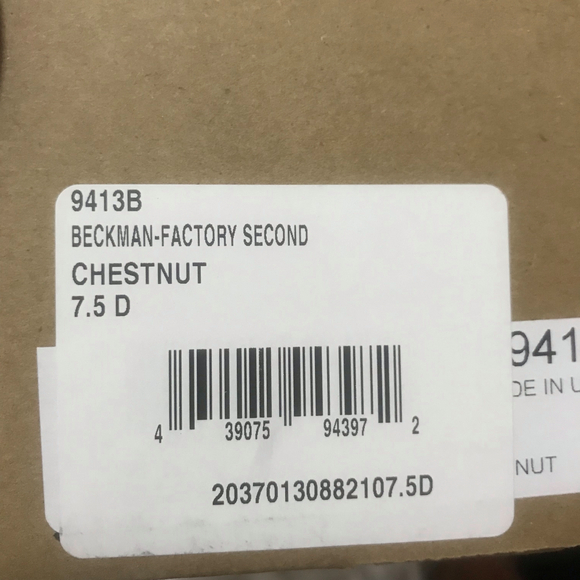 9413B
BECKMAN-FACTORY SECOND
CHESTNUT
7.5 D
4 39075 94397 2
20370130882107.5D
941
DE IN U
NUT